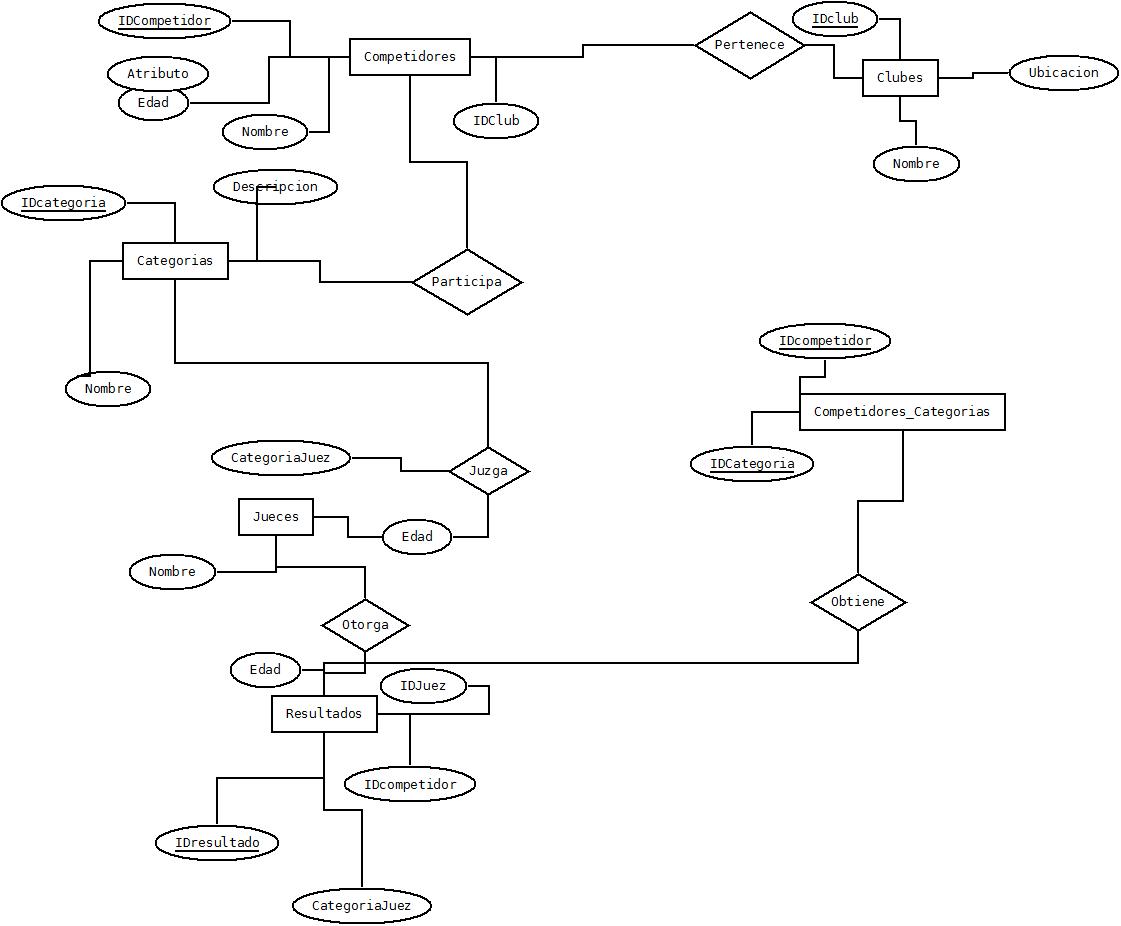 IDCompetidor
IDclub
Pertenece
Competidores
Atributo
Ubicacion
Clubes
Edad
IDClub
Nombre
Nombre
Descripcion
IDcategoria
Categorias
Participa
IDcompetidor
Nombre
Competidores_Categorias
CategoriaJuez
IDCategoria
Juzga
Jueces
Edad
Nombre
Obtiene
Otorga
Edad
IDJuez
Resultados
IDcompetidor
IDresultado
CategoriaJuez